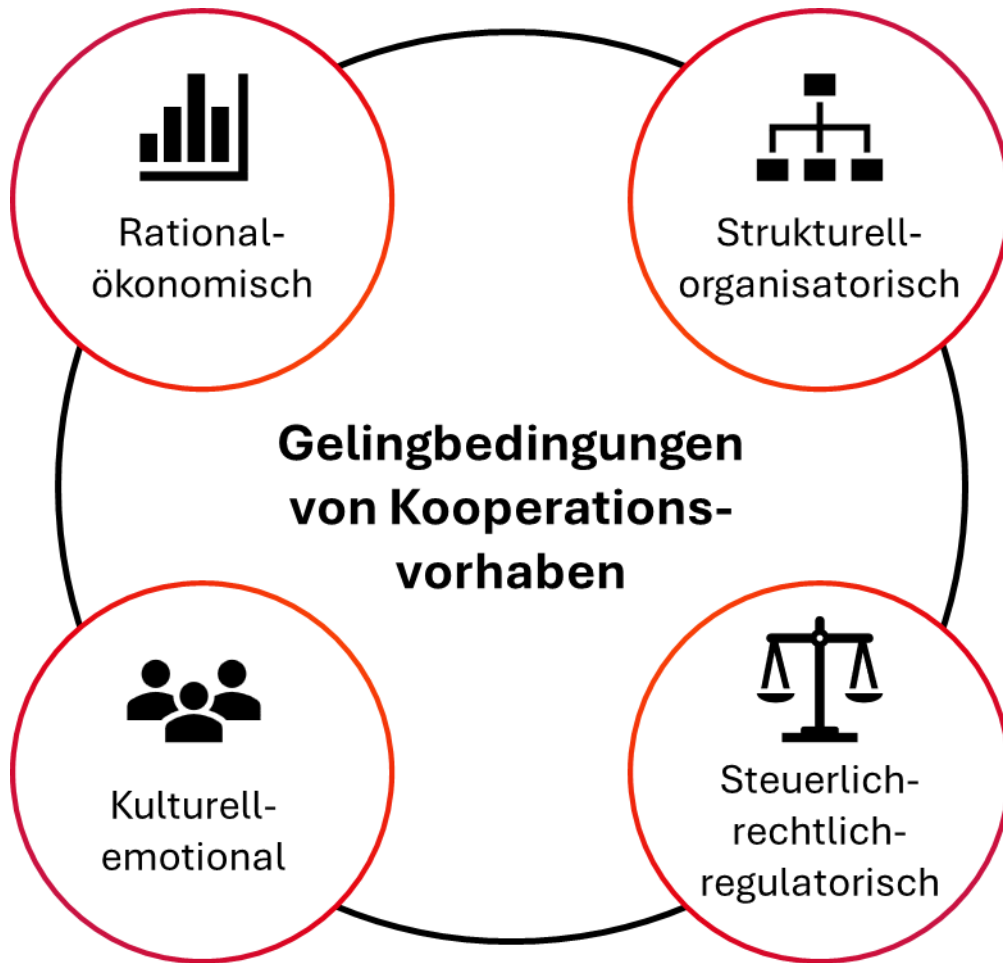 Rational-
ökonomisch
Strukturell-
organisatorisch
Gelingbedingungen
von Kooperations-
vorhaben
Kulturell-
emotional
Steuerlich-
rechtlich-
regulatorisch